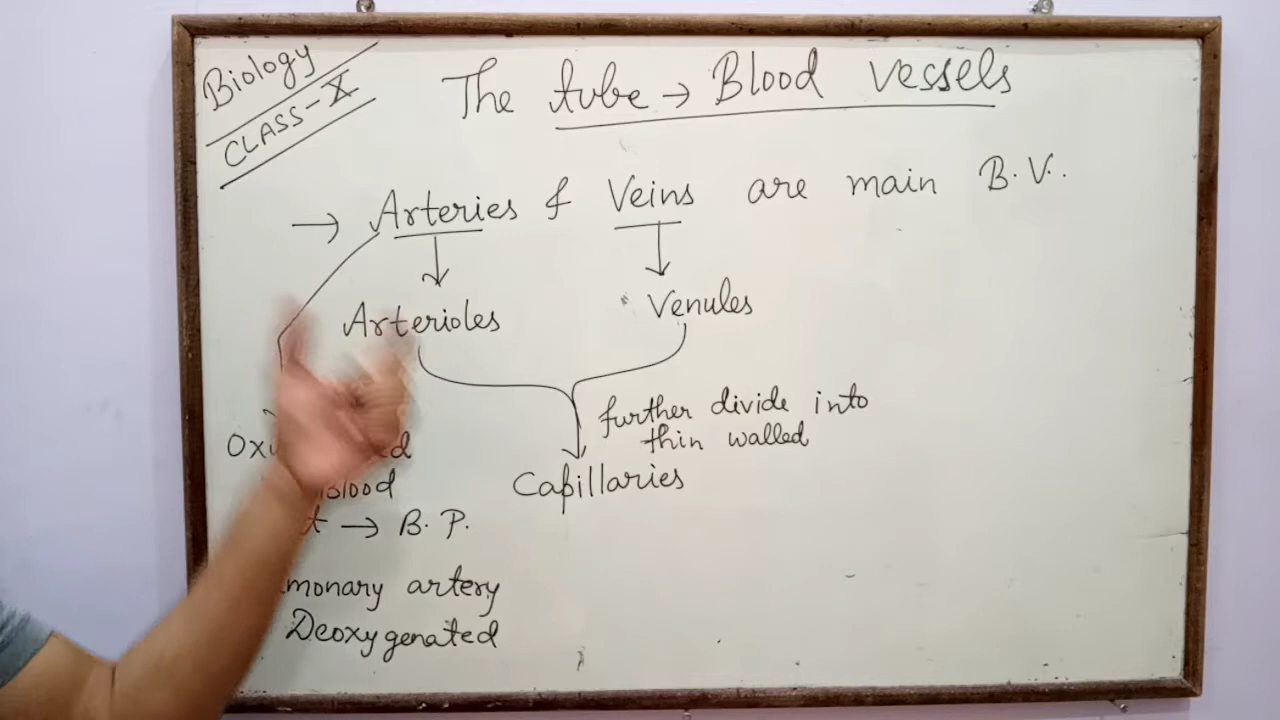 Biology
CLASS-X
The tube → Blood vessels
→ Arteries & Veins are main B.V.
Arterioles
Venules
further divide into
thin walled
Capillaries
Blood
→ B.P.
artery
Deoxygenated